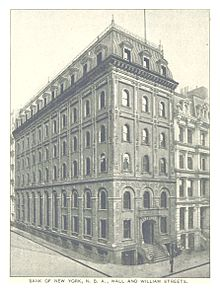 BANK OF NEW YORK, N. B. A., WALL AND WILLIAM STREETS.